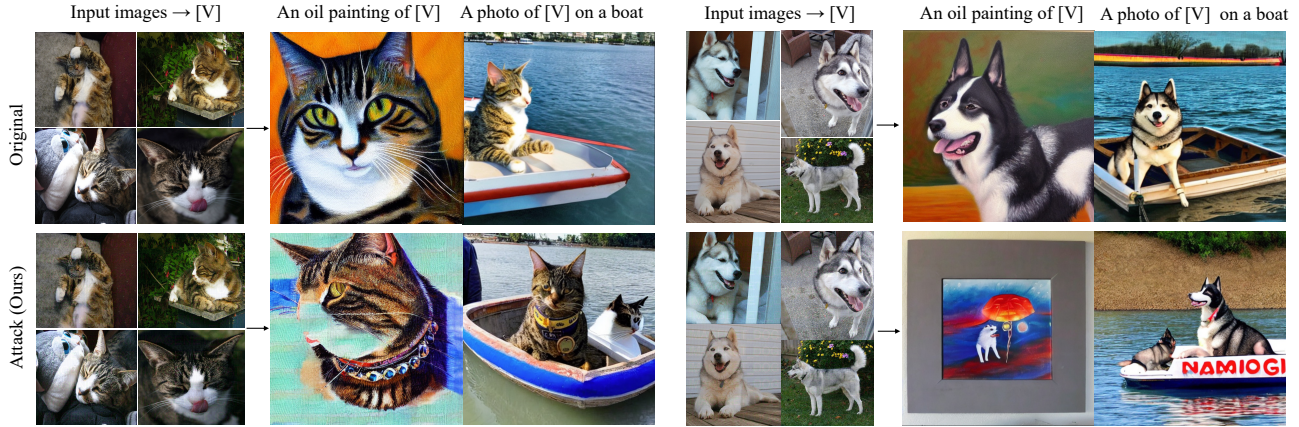 Input images → [V]
An oil painting of [V]
A photo of [V] on a boat
Input images → [V]
An oil painting of [V]
A photo of [V] on a boat
Original
Attack (Ours)
NAMIOGI